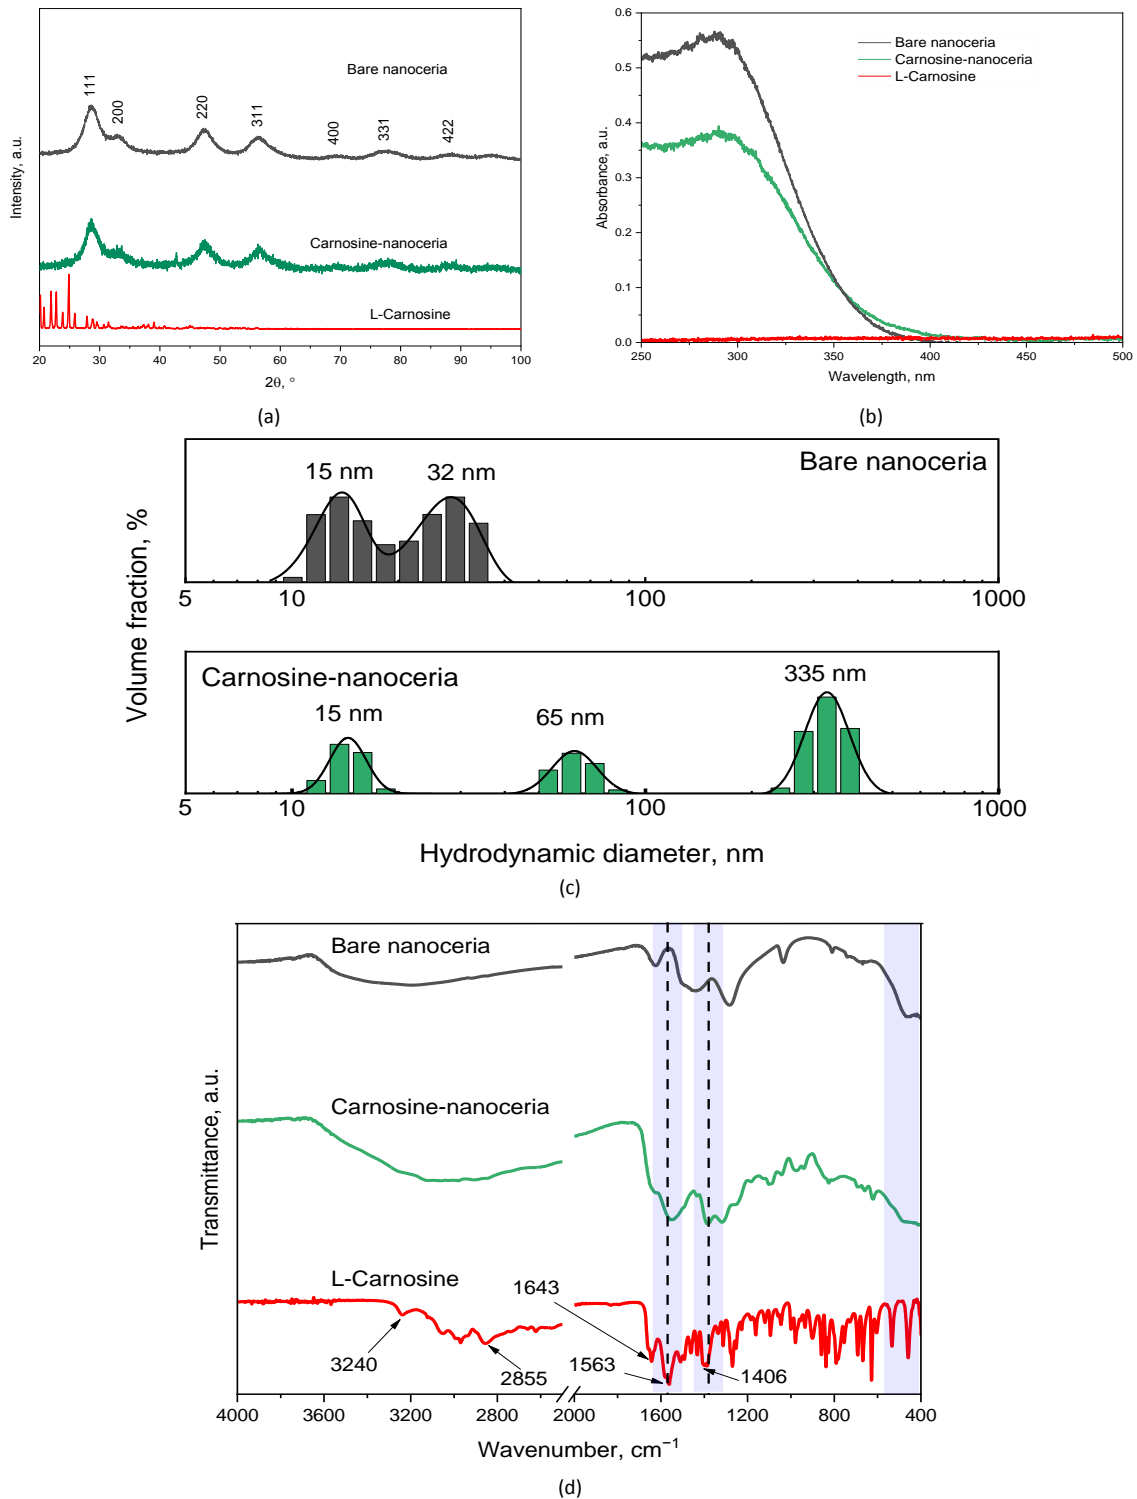 Bare nanoceria
111
200
220
311
400
331
422
Carnosine-nanoceria
L-Carnosine
Intensity, a.u.
20 30 40 50 60 70 80 90 100
2θ, °
(a)
0.6
0.5
0.4
0.3
0.2
0.1
0.0
Absorbance, a.u.
Bare nanoceria
Carnosine-nanoceria
L-Carnosine
250 300 350 400 450 500
Wavelength, nm
(b)
15 nm 32 nm Bare nanoceria
5 10 100 1000
Volume fraction, %
Carnosine-nanoceria
15 nm 65 nm 335 nm
5 10 100 1000
Hydrodynamic diameter, nm
(c)
Bare nanoceria
Carnosine-nanoceria
L-Carnosine
1643
3240
2855
1563
1406
Transmittance, a.u.
4000 3600 3200 2800 2000 1600 1200 800 400
Wavenumber, cm⁻¹
(d)